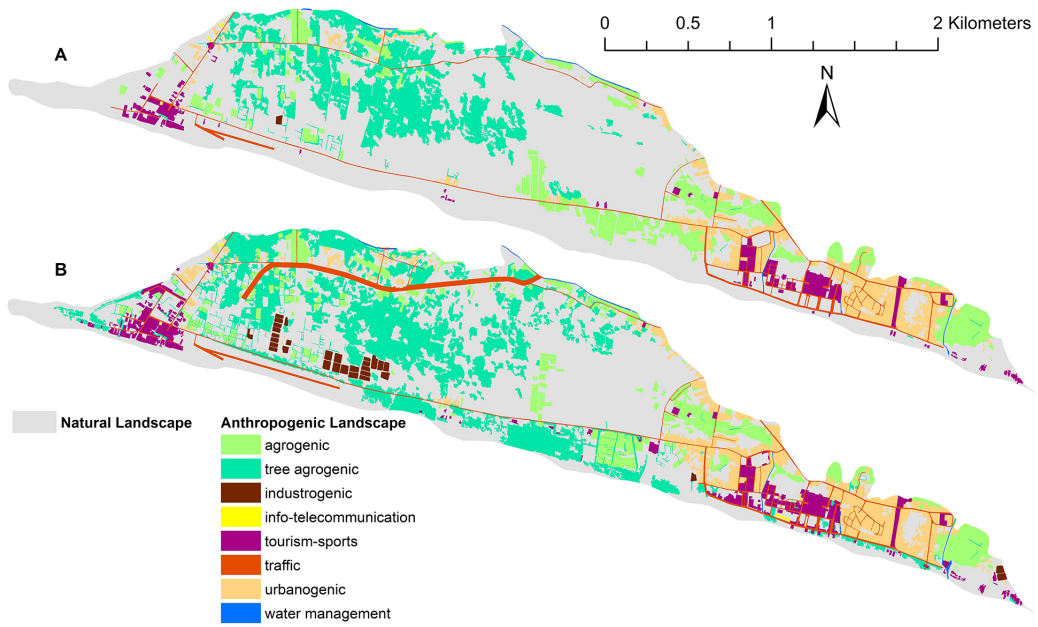 0 0.5 1 2 Kilometers
A
N
B
Natural Landscape
Anthropogenic Landscape
agrogenic
tree agrogenic
industrogenic
info-telecommunication
tourism-sports
traffic
urbanogenic
water management